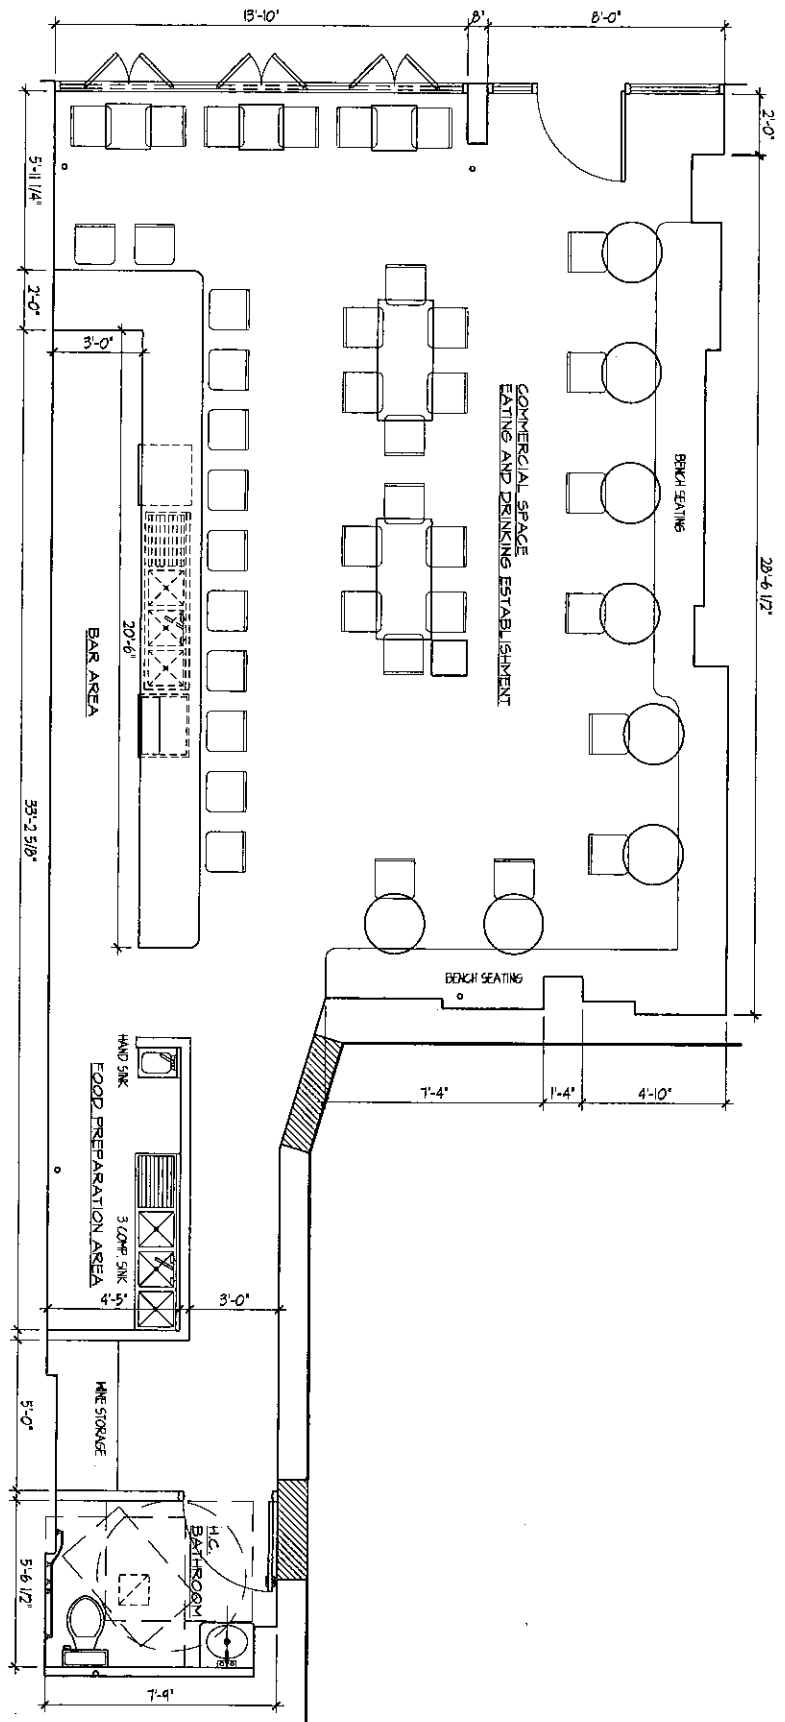 13'-10"
8"
8'-0"
2'-0"
5'-11 1/4"
2'-0"
3'-0"
COMMERCIAL SPACE
EATING AND DRINKING ESTABLISHMENT
BENCH SEATING
28'-6 1/2"
20'-6"
BAR AREA
33'-2 5/8"
BENCH SEATING
HAND SINK
7'-4"
1'-4"
4'-10"
FOOD PREPARATION AREA
3 COMP. SINK
4'-5"
3'-0"
WINE STORAGE
5'-0"
H.C.
BATHROOM
5'-6 1/2"
7'-9"